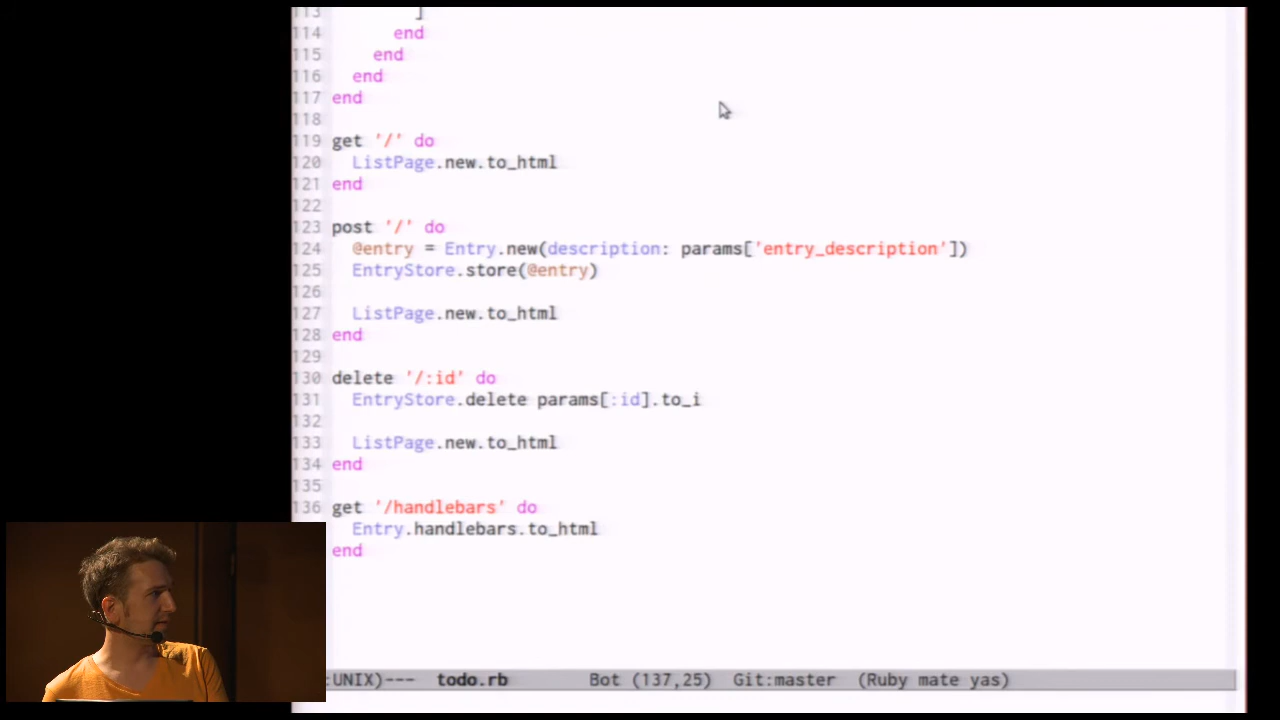 113         ]
114       end
115     end
116   end
117 end
118
119 get '/' do
120   ListPage.new.to_html
121 end
122
123 post '/' do
124   @entry = Entry.new(description: params['entry_description'])
125   EntryStore.store(@entry)
126
127   ListPage.new.to_html
128 end
129
130 delete '/:id' do
131   EntryStore.delete params[:id].to_i
132
133   ListPage.new.to_html
134 end
135
136 get '/handlebars' do
  Entry.handlebars.to_html
end
:UNIX)--- todo.rb Bot (137,25) Git:master (Ruby mate yas)